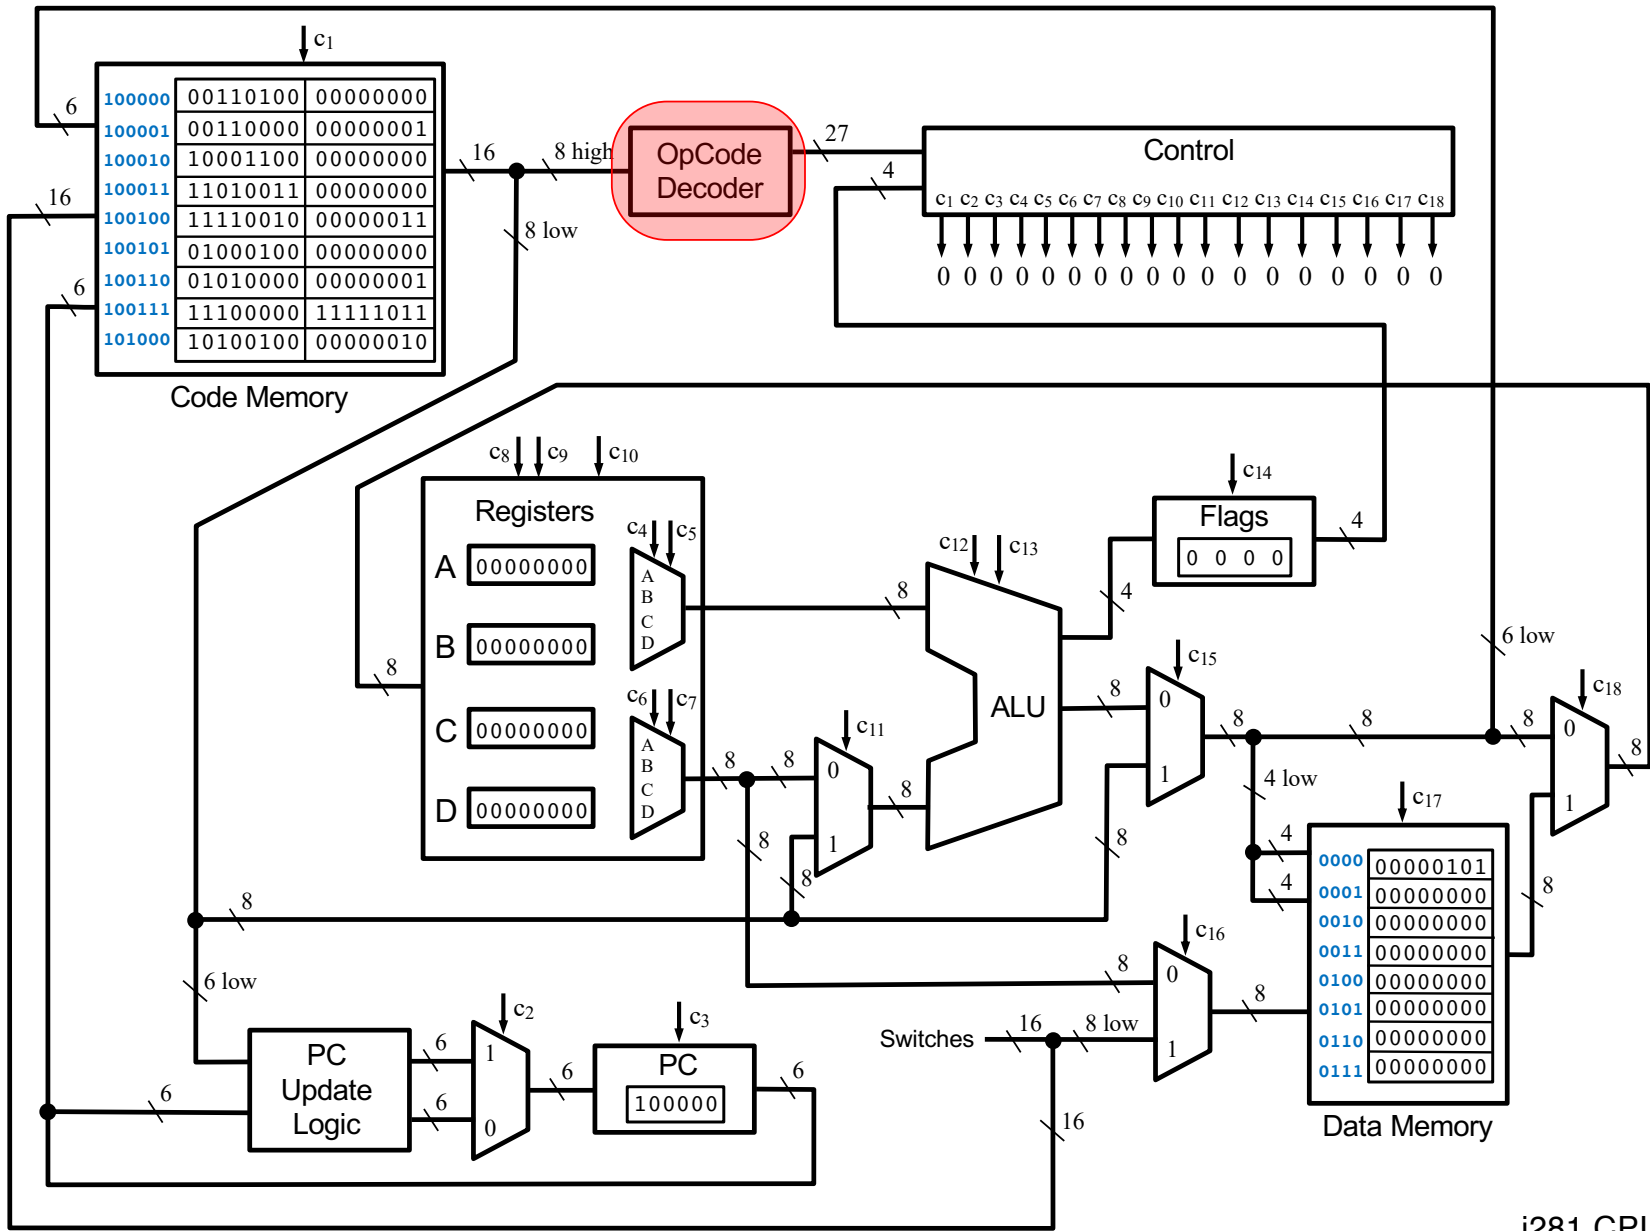 c1
100000 00110100 00000000
100001 00110000 00000001
100010 10001100 00000000
100011 11010011 00000000
100100 11110010 00000011
100101 01000100 00000000
100110 01010000 00000001
100111 11100000 11111011
101000 10100100 00000010
Code Memory
6
16
6
16
8 high
8 low
OpCode
Decoder
27
4
Control
c1 c2 c3 c4 c5 c6 c7 c8 c9 c10 c11 c12 c13 c14 c15 c16 c17 c18
0 0 0 0 0 0 0 0 0 0 0 0 0 0 0 0 0 0
c8 c9 c10
Registers
A 00000000
B 00000000
C 00000000
D 00000000
c4 c5
A
B
C
D
c6 c7
A
B
C
D
8
8
8
8
8
8
8
c11
0
1
8
c12 c13
ALU
4
8
c14
Flags
0 0 0 0
4
c15
0
1
8
8
8
8
4 low
6 low
8
c18
0
1
8
c17
4
4
0000 00000101
0001 00000000
0010 00000000
0011 00000000
0100 00000000
0101 00000000
0110 00000000
0111 00000000
Data Memory
8
c16
0
1
8
8
Switches
16
8 low
16
6 low
PC
Update
Logic
6
6
6
c2
1
0
6
c3
PC
100000
6